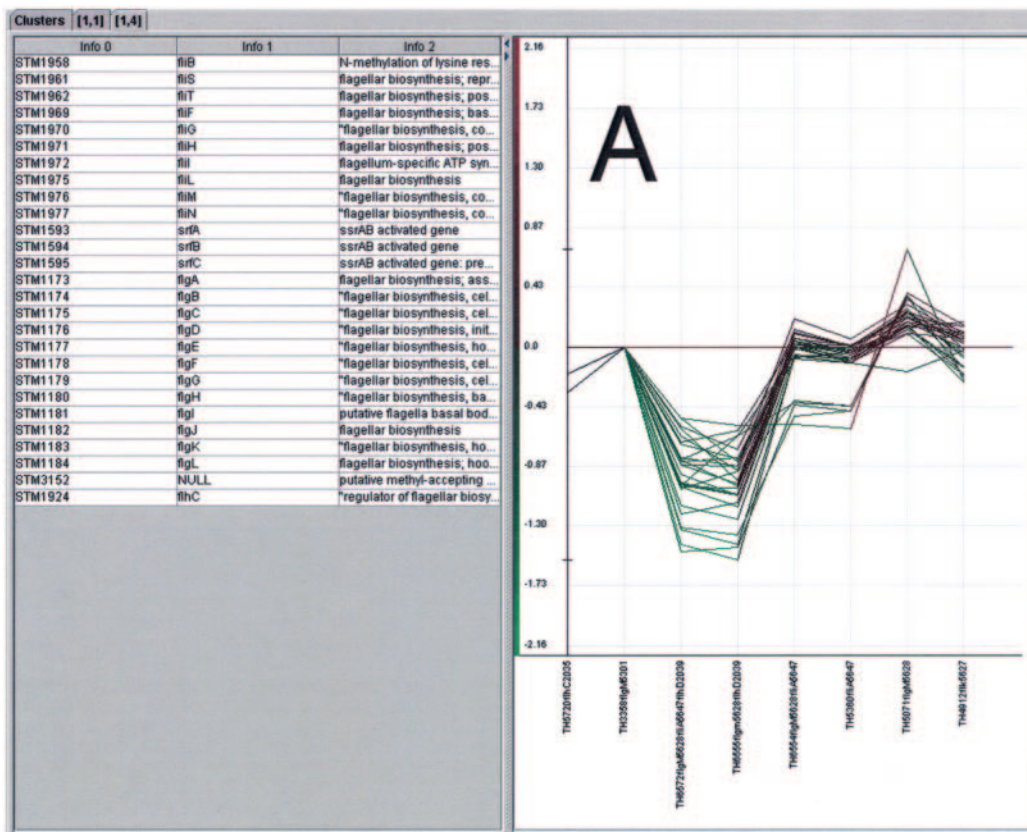 Clusters [1,1] [1,4]
Info 0 Info 1 Info 2
STM1958 fliB N-methylation of lysine res...
STM1961 fliS flagellar biosynthesis; repr...
STM1962 fliT flagellar biosynthesis; pos...
STM1969 fliF flagellar biosynthesis; bas...
STM1970 fliG "flagellar biosynthesis, co...
STM1971 fliH flagellar biosynthesis; pos...
STM1972 fliI flagellum-specific ATP syn...
STM1975 fliL flagellar biosynthesis
STM1976 fliM "flagellar biosynthesis, co...
STM1977 fliN "flagellar biosynthesis, co...
STM1593 srfA ssrAB activated gene
STM1594 srfB ssrAB activated gene
STM1595 srfC ssrAB activated gene: pre...
STM1173 flgA flagellar biosynthesis; ass...
STM1174 flgB "flagellar biosynthesis, cel...
STM1175 flgC "flagellar biosynthesis, cel...
STM1176 flgD "flagellar biosynthesis, init...
STM1177 flgE "flagellar biosynthesis, ho...
STM1178 flgF "flagellar biosynthesis, cel...
STM1179 flgG "flagellar biosynthesis, cel...
STM1180 flgH "flagellar biosynthesis, ba...
STM1181 flgI putative flagella basal bod...
STM1182 flgJ flagellar biosynthesis
STM1183 flgK "flagellar biosynthesis, ho...
STM1184 flgL flagellar biosynthesis; hoo...
STM3152 NULL putative methyl-accepting ...
STM1924 flhC "regulator of flagellar biosy...
A
2.16
1.73
1.30
0.87
0.43
0.0
-0.43
-0.87
-1.30
-1.73
-2.16
TH5720flhC2035
TH3358flgM5301
TH6672flgM5628fliA5647flhD2039
TH6555flgm5628flhD2039
TH6554flgM5628fliA5647
TH5360fliA5647
TH5071flgM5628
TH4912flk5627